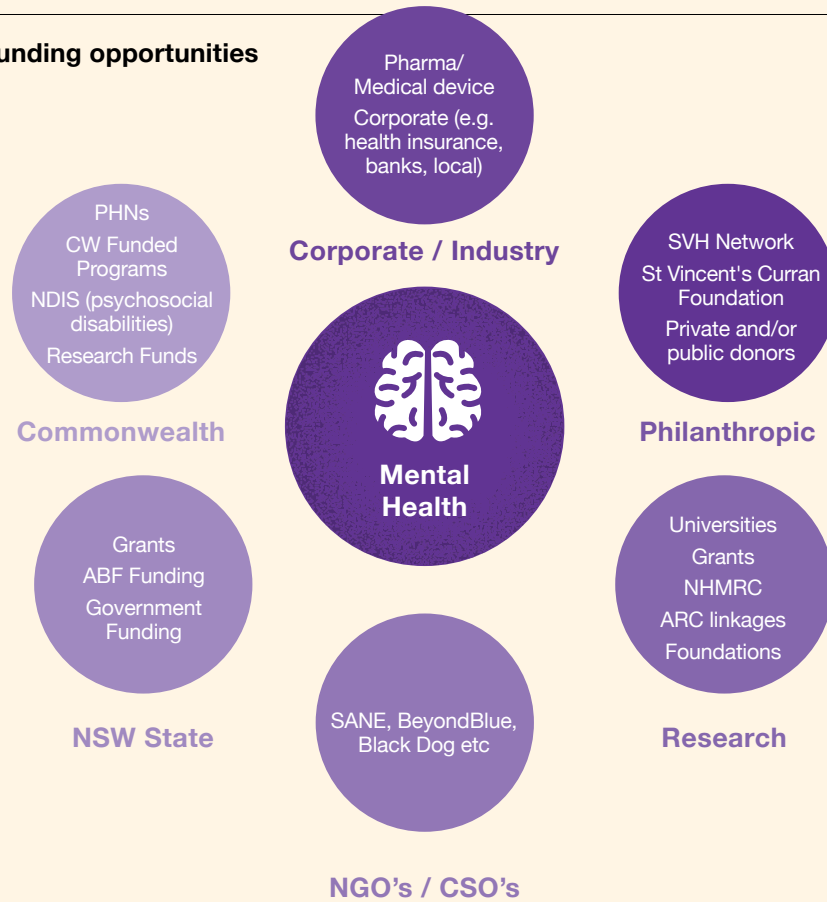 unding opportunities
Pharma/
Medical device
Corporate (e.g.
health insurance,
banks, local)
Corporate / Industry
PHNs
CW Funded
Programs
NDIS (psychosocial
disabilities)
Research Funds
Commonwealth
SVH Network
St Vincent's Curran
Foundation
Private and/or
public donors
Philanthropic
Mental
Health
Grants
ABF Funding
Government
Funding
NSW State
Universities
Grants
NHMRC
ARC linkages
Foundations
Research
SANE, BeyondBlue,
Black Dog etc
NGO’s / CSO’s